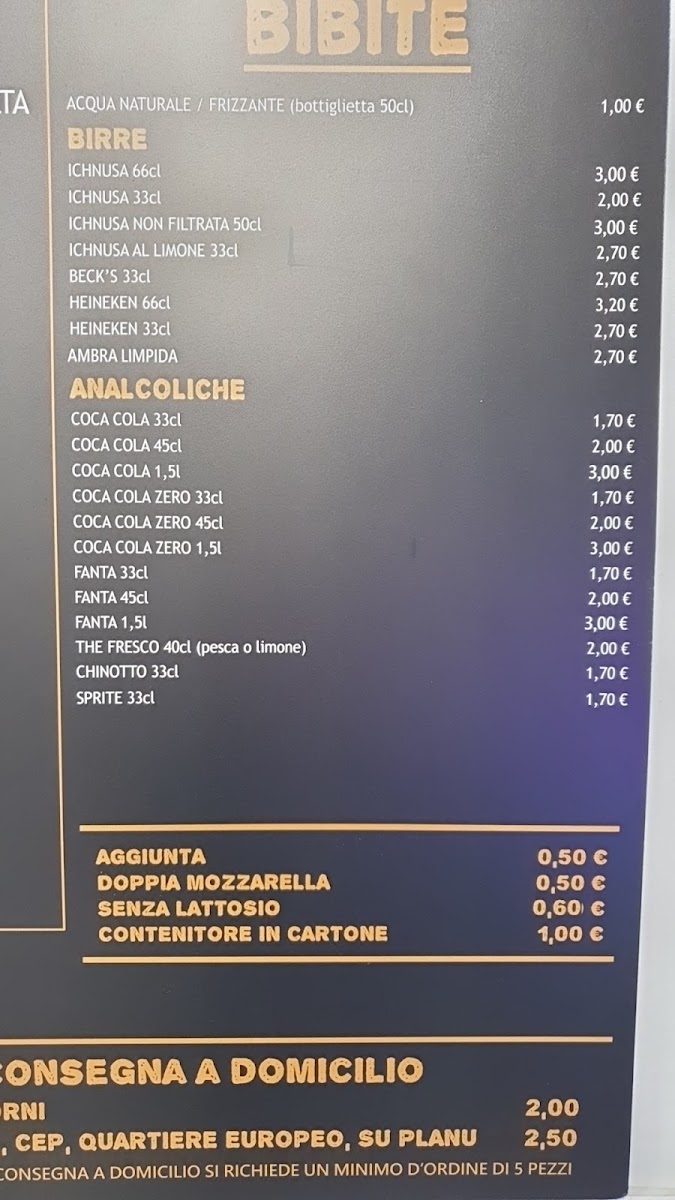 BIBITE
TA
ACQUA NATURALE / FRIZZANTE (bottiglietta 50cl) 1,00 €
BIRRE
ICHNUSA 66cl 3,00 €
ICHNUSA 33cl 2,00 €
ICHNUSA NON FILTRATA 50cl 3,00 €
ICHNUSA AL LIMONE 33cl 2,70 €
BECK'S 33cl 2,70 €
HEINEKEN 66cl 3,20 €
HEINEKEN 33cl 2,70 €
AMBRA LIMPIDA 2,70 €
ANALCOLICHE
COCA COLA 33cl 1,70 €
COCA COLA 45cl 2,00 €
COCA COLA 1,5l 3,00 €
COCA COLA ZERO 33cl 1,70 €
COCA COLA ZERO 45cl 2,00 €
COCA COLA ZERO 1,5l 3,00 €
FANTA 33cl 1,70 €
FANTA 45cl 2,00 €
FANTA 1,5l 3,00 €
THE FRESCO 40cl (pesca o limone) 2,00 €
CHINOTTO 33cl 1,70 €
SPRITE 33cl 1,70 €
AGGIUNTA 0,50 €
DOPPIA MOZZARELLA 0,50 €
SENZA LATTOSIO 0,60 €
CONTENITORE IN CARTONE 1,00 €
CONSEGNA A DOMICILIO
ORNI 2,00
, CEP, QUARTIERE EUROPEO, SU PLANU 2,50
CONSEGNA A DOMICILIO SI RICHIEDE UN MINIMO D'ORDINE DI 5 PEZZI